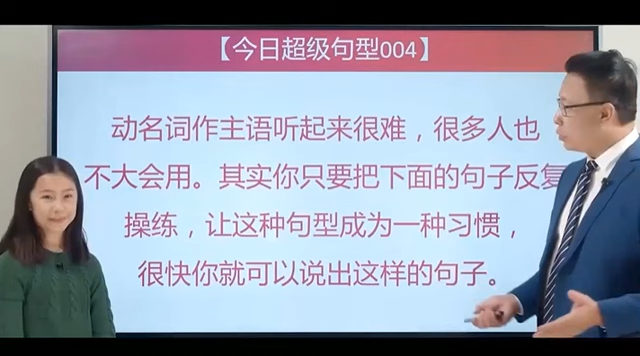 【今日超级句型004】
动名词作主语听起来很难，很多人也
不大会用。其实你只要把下面的句子反复
操练，让这种句型成为一种习惯，
很快你就可以说出这样的句子。